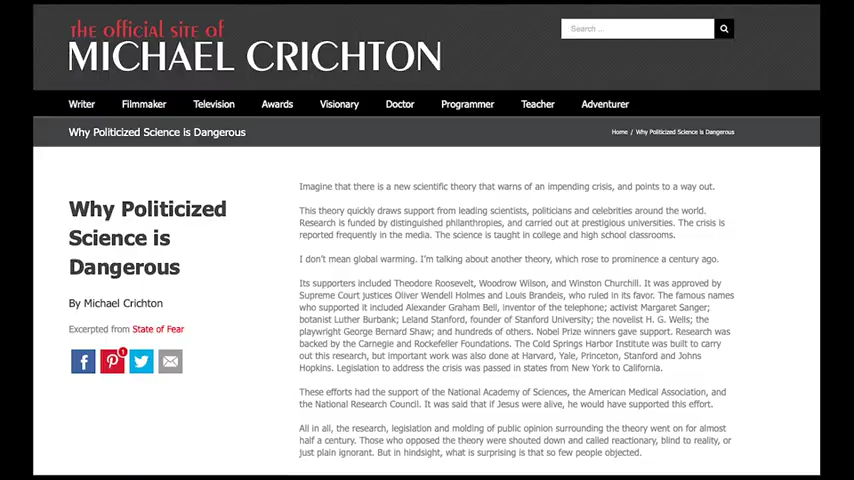 the official site of
MICHAEL CRICHTON
Search ...
Writer Filmmaker Television Awards Visionary Doctor Programmer Teacher Adventurer
Why Politicized Science is Dangerous
Home / Why Politicized Science is Dangerous
Why Politicized
Science is
Dangerous
By Michael Crichton
Excerpted from State of Fear
1
Imagine that there is a new scientific theory that warns of an impending crisis, and points to a way out.
This theory quickly draws support from leading scientists, politicians and celebrities around the world.
Research is funded by distinguished philanthropies, and carried out at prestigious universities. The crisis is
reported frequently in the media. The science is taught in college and high school classrooms.
I don't mean global warming. I'm talking about another theory, which rose to prominence a century ago.
Its supporters included Theodore Roosevelt, Woodrow Wilson, and Winston Churchill. It was approved by
Supreme Court justices Oliver Wendell Holmes and Louis Brandeis, who ruled in its favor. The famous names
who supported it included Alexander Graham Bell, inventor of the telephone; activist Margaret Sanger;
botanist Luther Burbank; Leland Stanford, founder of Stanford University; the novelist H. G. Wells; the
playwright George Bernard Shaw; and hundreds of others. Nobel Prize winners gave support. Research was
backed by the Carnegie and Rockefeller Foundations. The Cold Springs Harbor Institute was built to carry
out this research, but important work was also done at Harvard, Yale, Princeton, Stanford and Johns
Hopkins. Legislation to address the crisis was passed in states from New York to California.
These efforts had the support of the National Academy of Sciences, the American Medical Association, and
the National Research Council. It was said that if Jesus were alive, he would have supported this effort.
All in all, the research, legislation and molding of public opinion surrounding the theory went on for almost
half a century. Those who opposed the theory were shouted down and called reactionary, blind to reality, or
just plain ignorant. But in hindsight, what is surprising is that so few people objected.